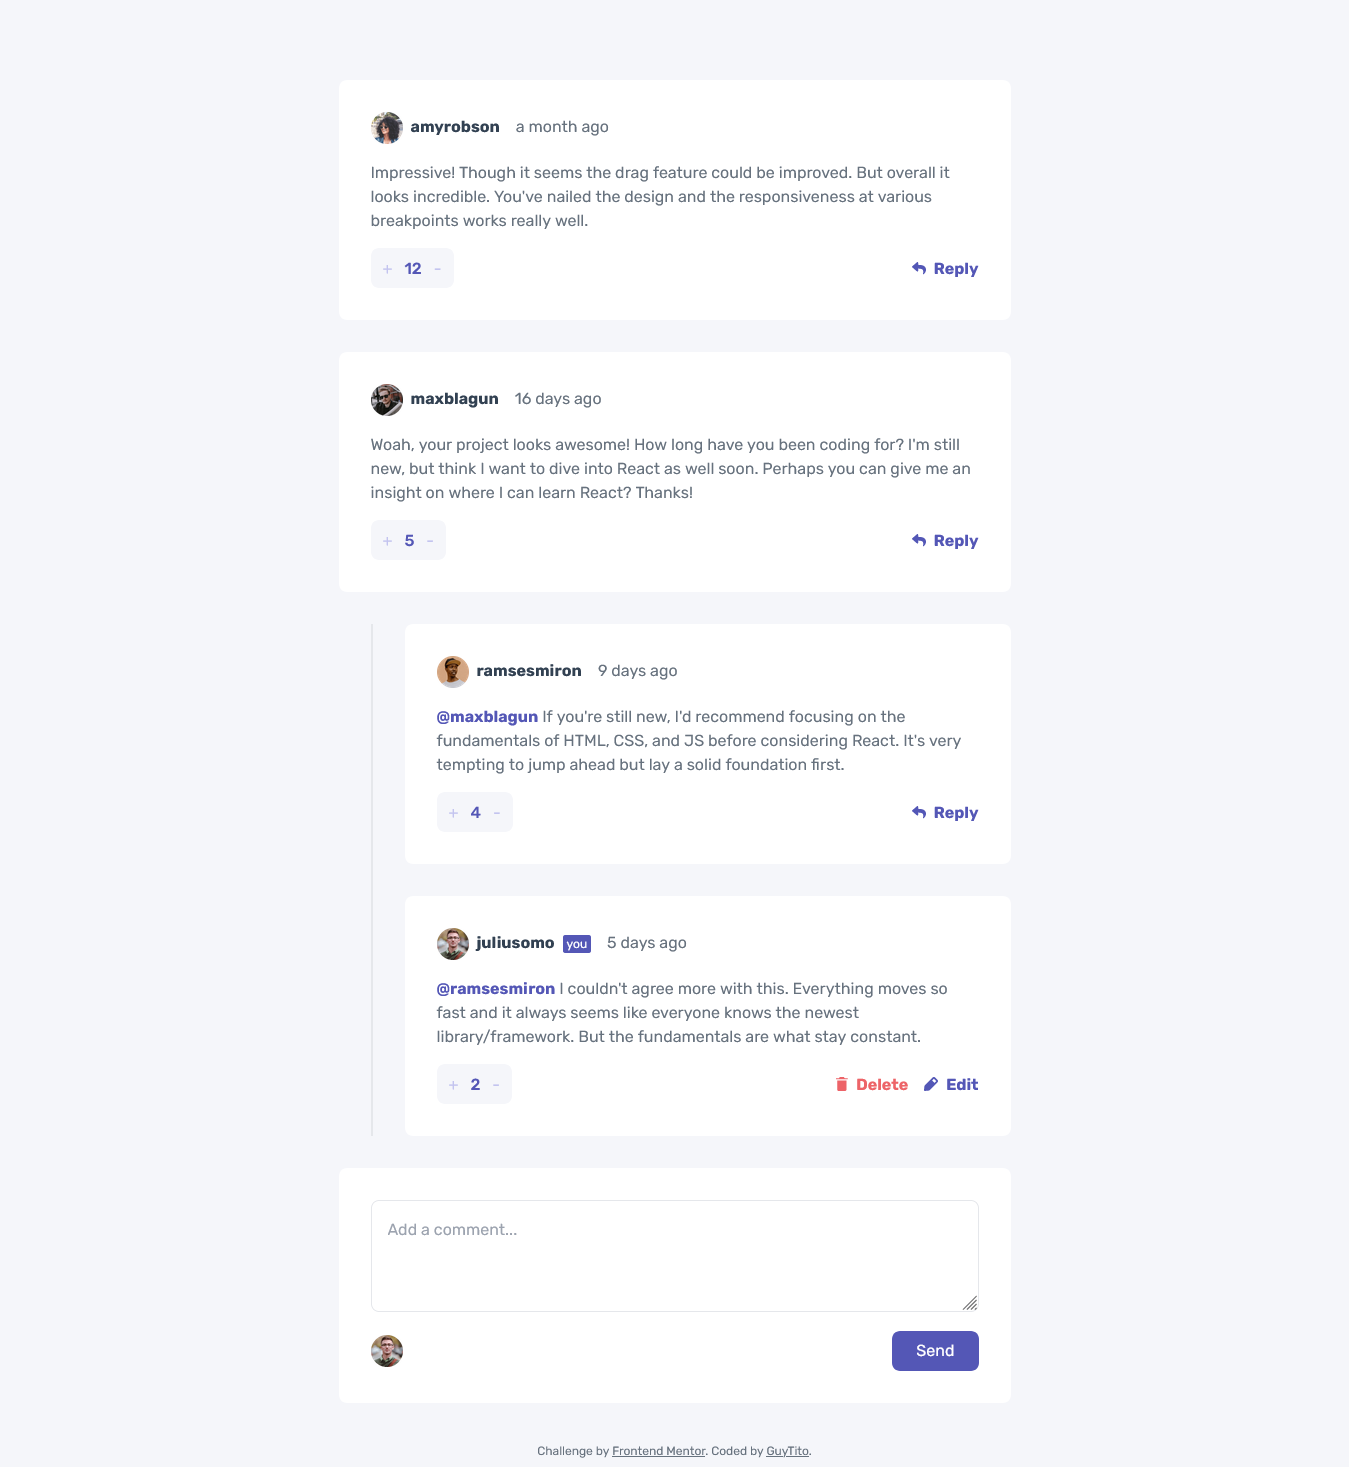 amyrobson a month ago
Impressive! Though it seems the drag feature could be improved. But overall it
looks incredible. You've nailed the design and the responsiveness at various
breakpoints works really well.
+ 12 - Reply
maxblagun 16 days ago
Woah, your project looks awesome! How long have you been coding for? I'm still
new, but think I want to dive into React as well soon. Perhaps you can give me an
insight on where I can learn React? Thanks!
+ 5 - Reply
ramsesmiron 9 days ago
@maxblagun If you're still new, I'd recommend focusing on the
fundamentals of HTML, CSS, and JS before considering React. It's very
tempting to jump ahead but lay a solid foundation first.
+ 4 - Reply
juliusomo you 5 days ago
@ramsesmiron I couldn't agree more with this. Everything moves so
fast and it always seems like everyone knows the newest
library/framework. But the fundamentals are what stay constant.
+ 2 - Delete Edit
Add a comment...
Send
Challenge by Frontend Mentor. Coded by GuyTito.